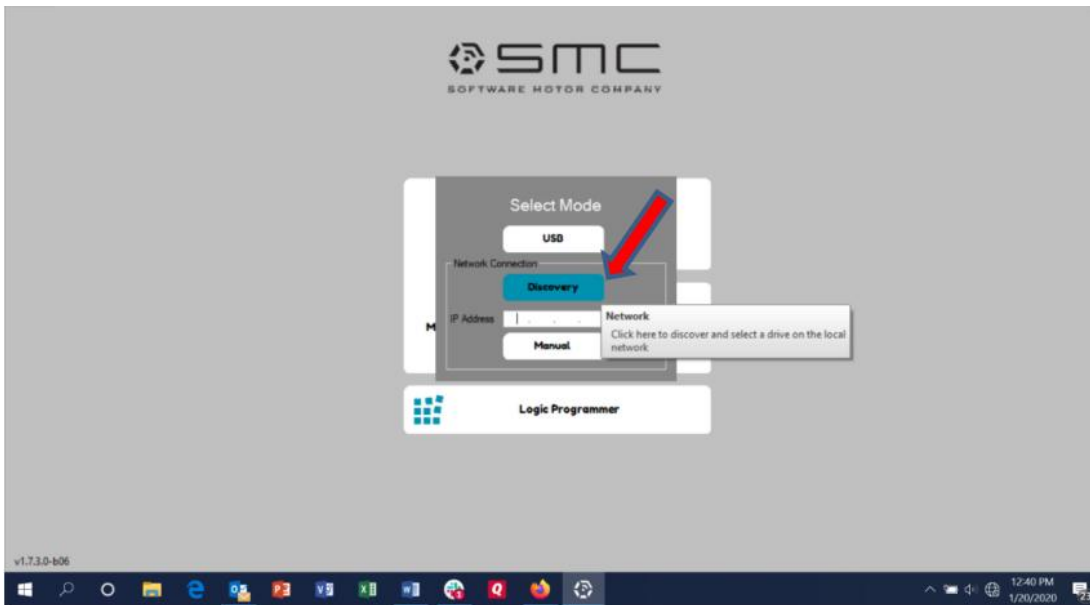 SMC
SOFTWARE MOTOR COMPANY
Select Mode
USB
Network Connection
Discovery
IP Address . . .
Manual
Network
Click here to discover and select a drive on the local
network
M
Logic Programmer
v1.7.3.0-b06
12:40 PM
1/20/2020